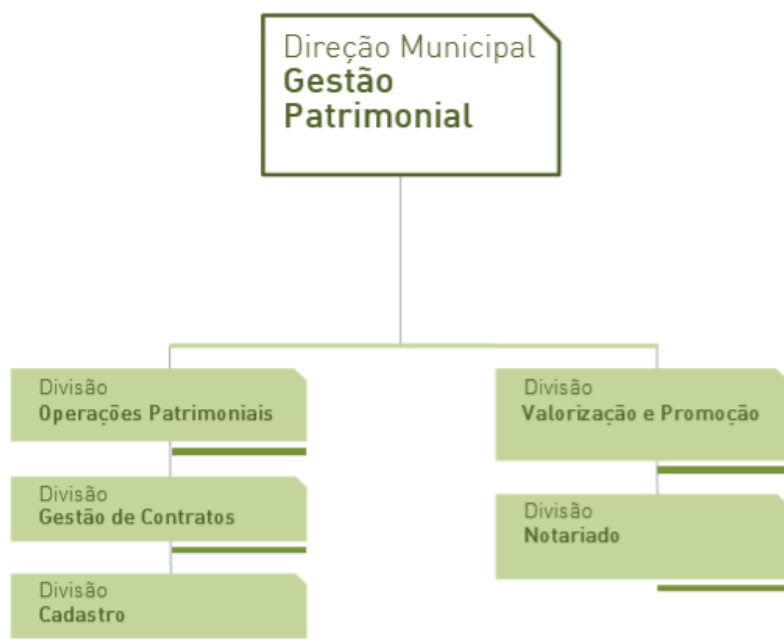 Direção Municipal
Gestão
Patrimonial
Divisão
Operações Patrimoniais
Divisão
Gestão de Contratos
Divisão
Cadastro
Divisão
Valorização e Promoção
Divisão
Notariado